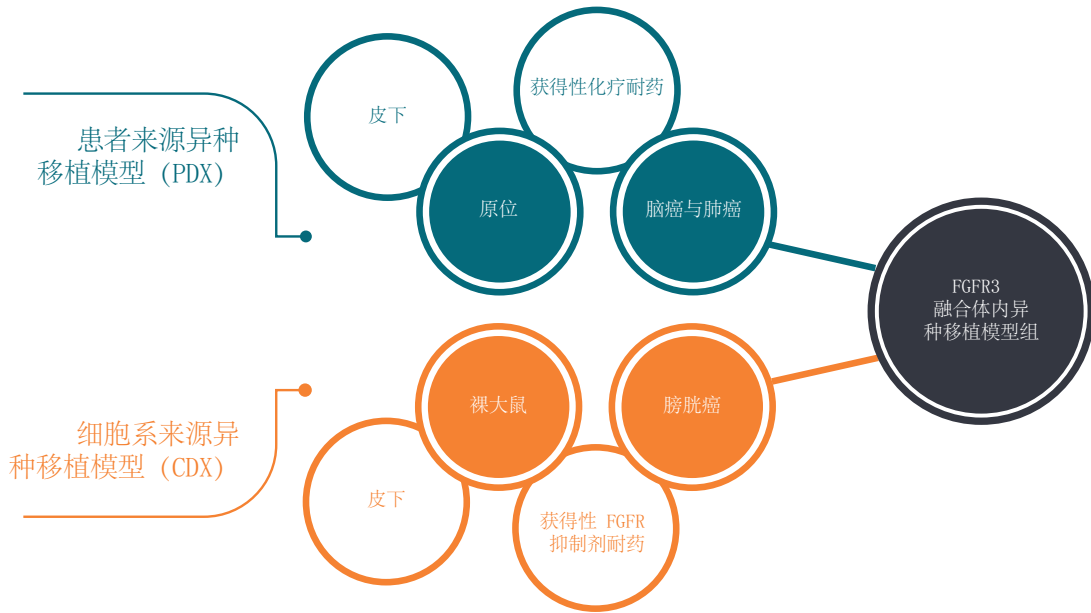 患者来源异种
移植模型 (PDX)
皮下
获得性化疗耐药
原位
脑癌与肺癌
FGFR3
融合体内异
种移植模型组
细胞系来源异
种移植模型 (CDX)
裸大鼠
膀胱癌
皮下
获得性 FGFR
抑制剂耐药